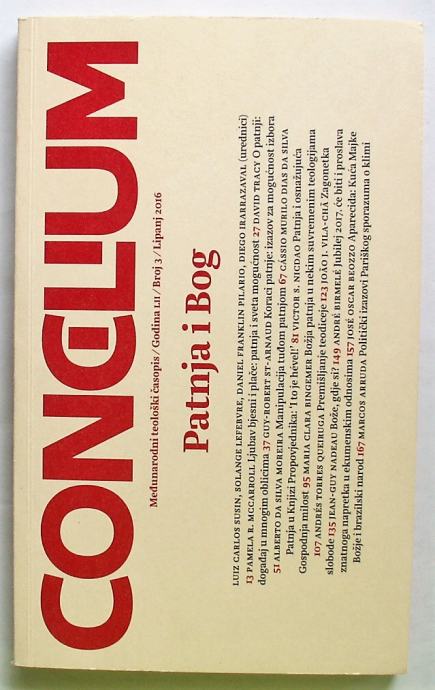 CONCILIUM
Međunarodni teološki časopis / Godina LII / Broj 3 / Lipanj 2016
Patnja i Bog
LUIZ CARLOS SUSIN, SOLANGE LEFEBVRE, DANIEL FRANKLIN PILARIO, DIEGO IRARRAZAVAL (urednici)
13 PAMELA R. MCCARROLL Ljubav bjesni i plače: patnja i sveta mogućnost 27 DAVID TRACY O patnji:
događaj u mnogim oblicima 37 GUY-ROBERT ST-ARNAUD Koraci patnje: izazov za mogućnost izbora
51 ALBERTO DA SILVA MOREIRA Manipulacija tuđom patnjom 67 CÁSSIO MURILO DIAS DA SILVA
Patnja u Knjizi Propovjednika: 'I to je hével!' 81 VICTOR S. NICDAO Patnja i osnažujuća
Gospodnja milost 95 MARIA CLARA BINGEMER Božja patnja u nekim suvremenim teologijama
107 ANDRÉS TORRES QUEIRUGA Premišljanje teodiceje 123 JOÃO J. VILA-CHÃ Zagonetka
slobode 135 JEAN-GUY NADEAU Bože, gdje si? 149 ANDRÉ BIRMELÉ Jubilej 2017. će biti i proslava
znatnoga napretka u ekumenskim odnosima 157 JOSÉ OSCAR BEOZZO Aparecida: Kuća Majke
Božje i brazilski narod 167 MARCOS ARRUDA Politički izazovi Pariškog sporazuma o klimi